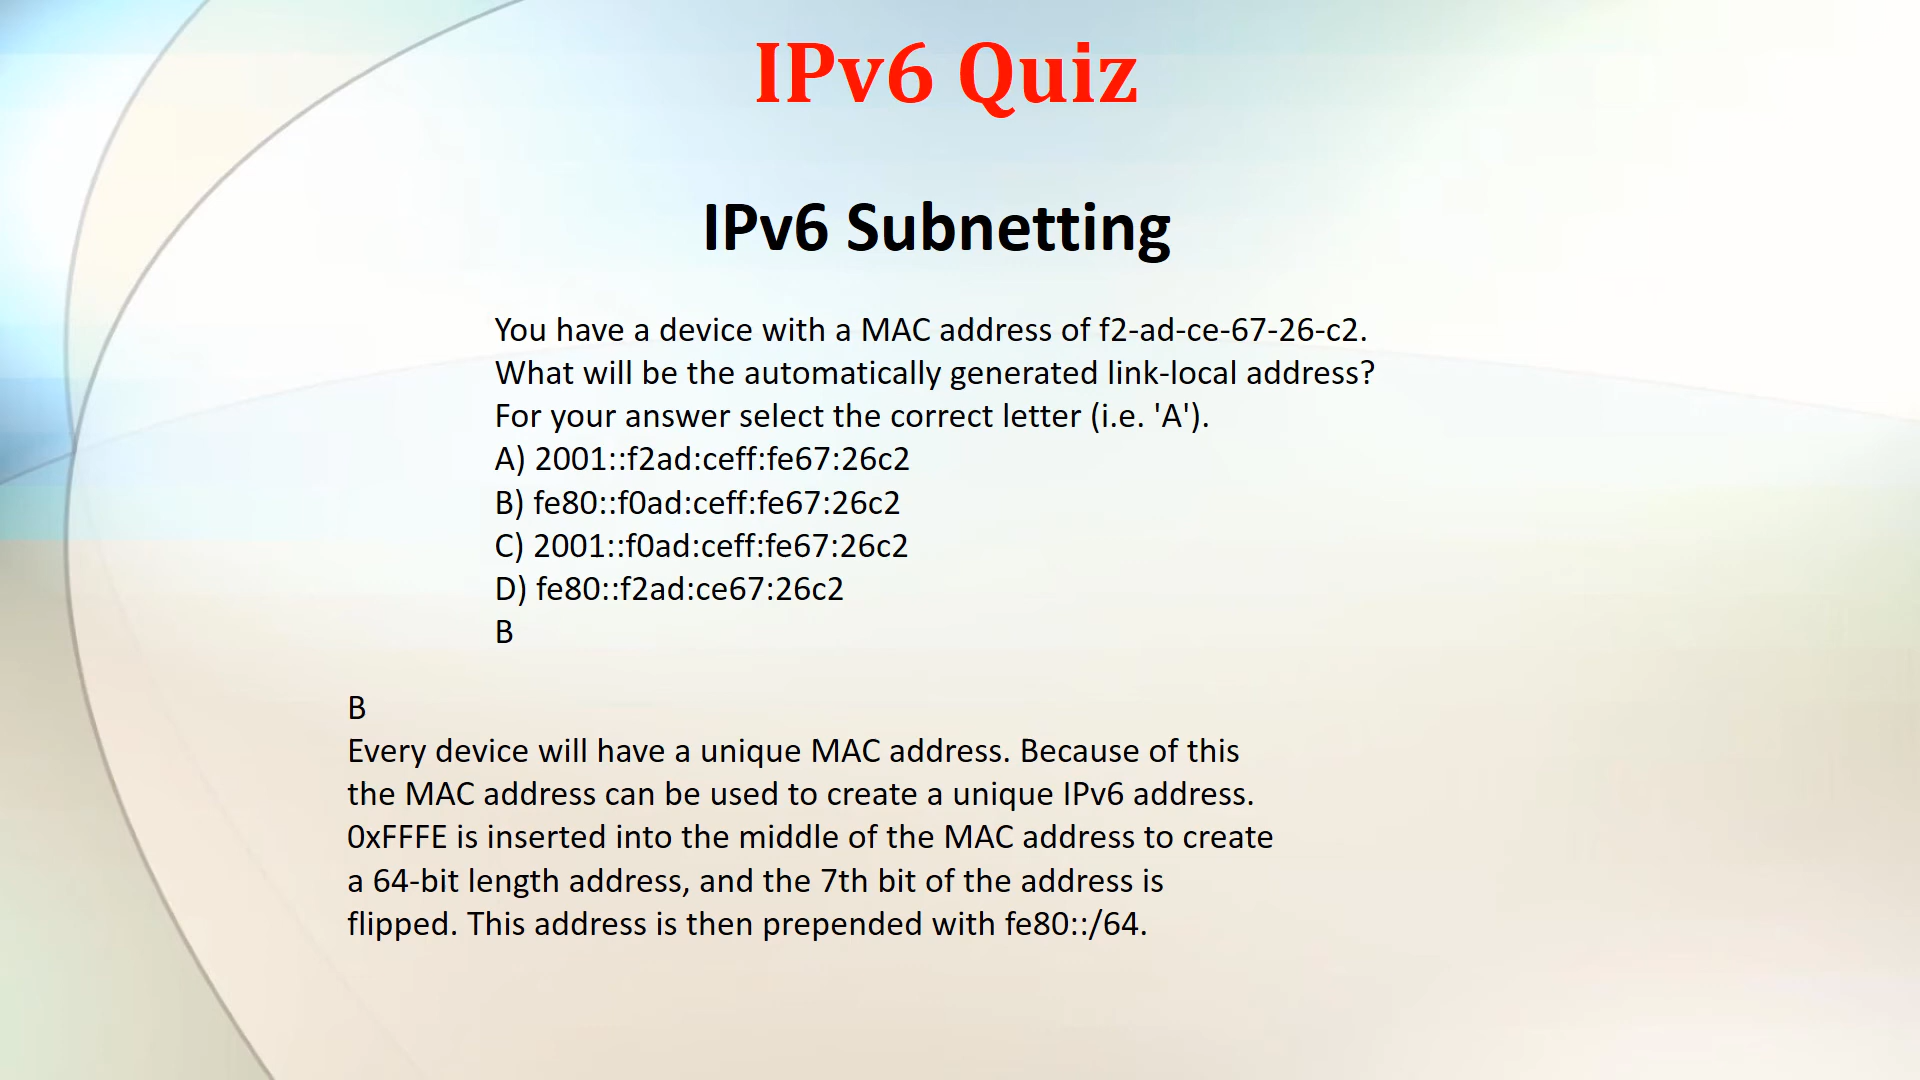 IPv6 Quiz
IPv6 Subnetting
You have a device with a MAC address of f2-ad-ce-67-26-c2.
What will be the automatically generated link-local address?
For your answer select the correct letter (i.e. 'A').
A) 2001::f2ad:ceff:fe67:26c2
B) fe80::f0ad:ceff:fe67:26c2
C) 2001::f0ad:ceff:fe67:26c2
D) fe80::f2ad:ce67:26c2
B
B
Every device will have a unique MAC address. Because of this
the MAC address can be used to create a unique IPv6 address.
0xFFFE is inserted into the middle of the MAC address to create
a 64-bit length address, and the 7th bit of the address is
flipped. This address is then prepended with fe80::/64.